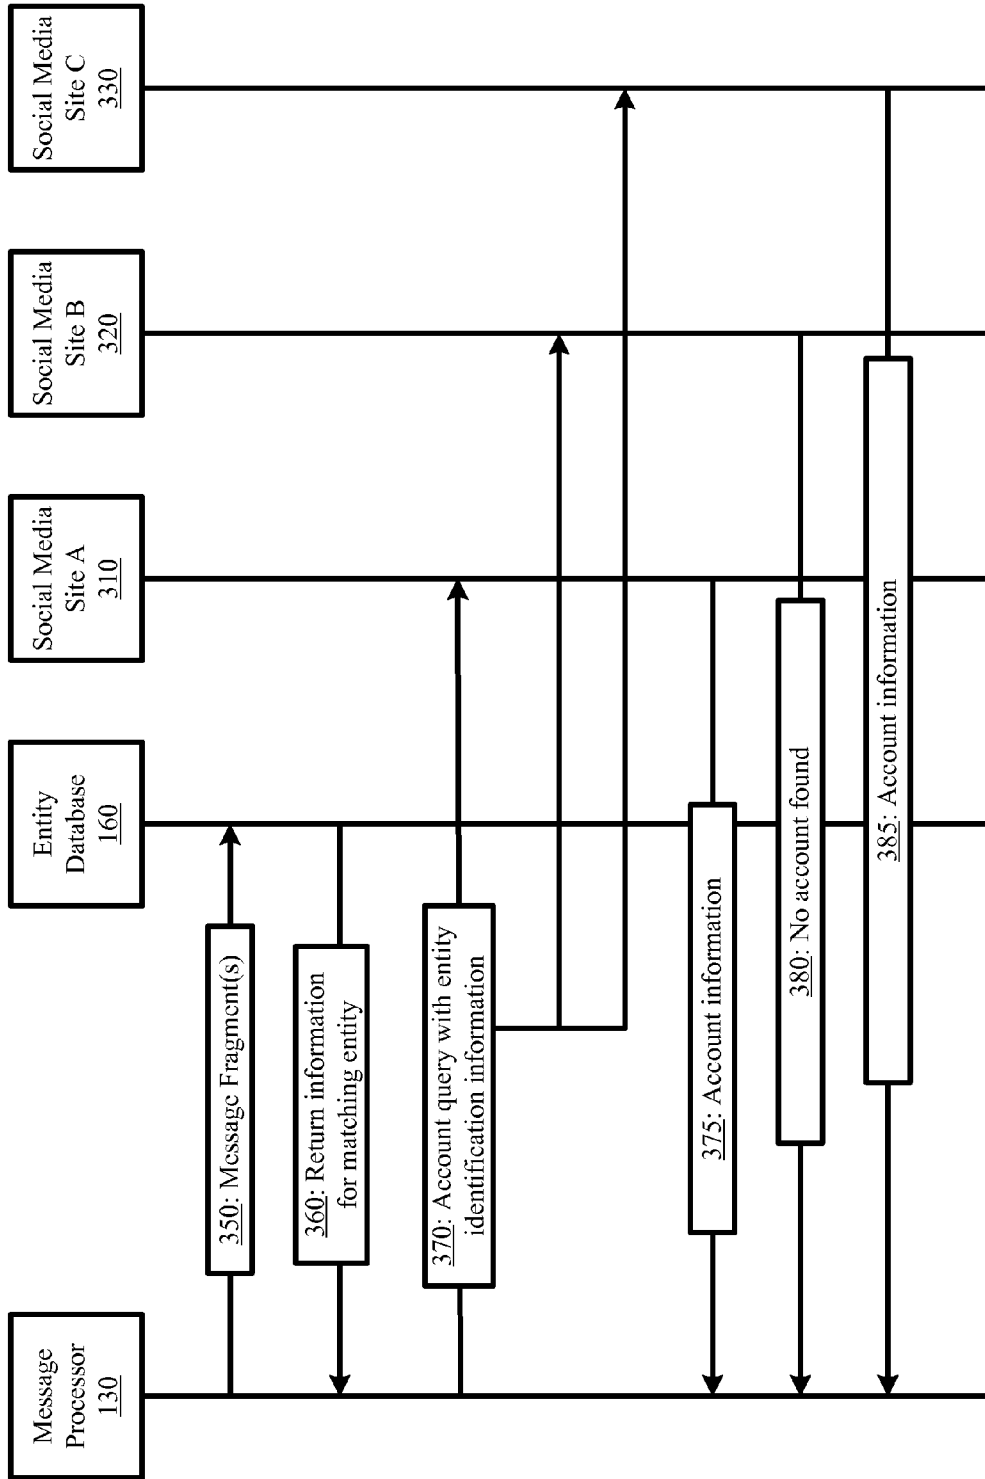 Message
Processor
130
Entity
Database
160
Social Media
Site A
310
Social Media
Site B
320
Social Media
Site C
330
350: Message Fragment(s)
360: Return information
for matching entity
370: Account query with entity
identification information
375: Account information
380: No account found
385: Account information